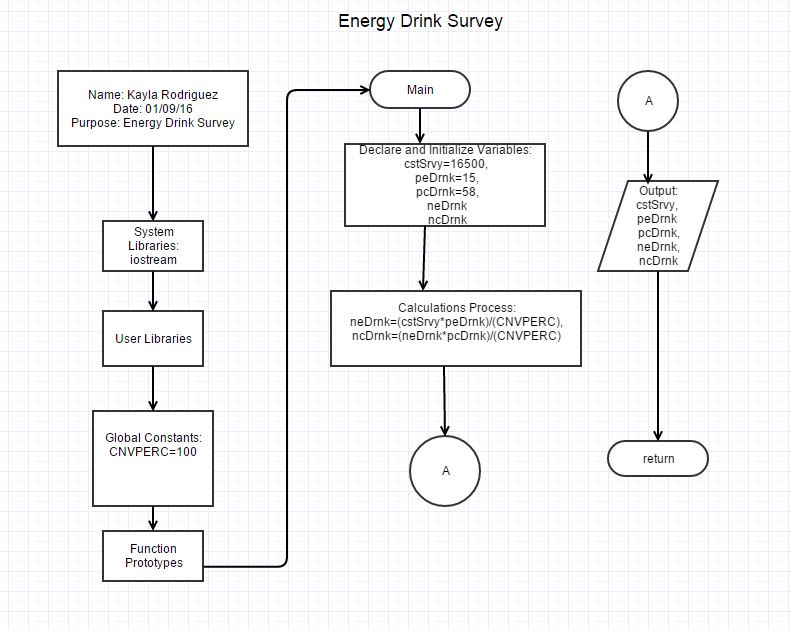 Energy Drink Survey
Name: Kayla Rodriguez
Date: 01/09/16
Purpose: Energy Drink Survey
System
Libraries:
iostream
User Libraries
Global Constants:
CNVPERC=100
Function
Prototypes
Main
Declare and Initialize Variables:
cstSrvy=16500,
peDrnk=15,
pcDrnk=58,
neDrnk
ncDrnk
Calculations Process:
neDrnk=(cstSrvy*peDrnk)/(CNVPERC),
ncDrnk=(neDrnk*pcDrnk)/(CNVPERC)
A
A
Output:
cstSrvy,
peDrnk
pcDrnk,
neDrnk,
ncDrnk
return